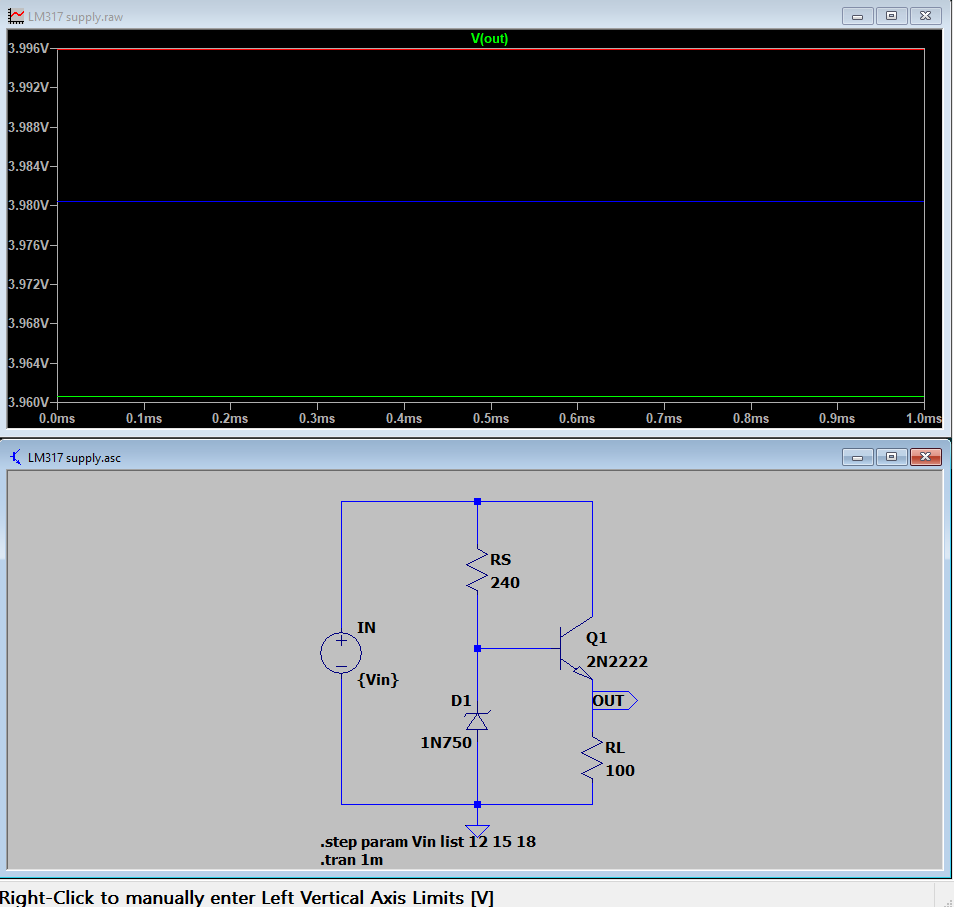 LM317 supply.raw
V(out)
3.996V
3.992V
3.988V
3.984V
3.980V
3.976V
3.972V
3.968V
3.964V
3.960V
0.0ms 0.1ms 0.2ms 0.3ms 0.4ms 0.5ms 0.6ms 0.7ms 0.8ms 0.9ms 1.0ms
LM317 supply.asc
RS
240
IN
{Vin}
Q1
2N2222
D1
1N750
OUT
RL
100
.step param Vin list 12 15 18
.tran 1m
Right-Click to manually enter Left Vertical Axis Limits [V]